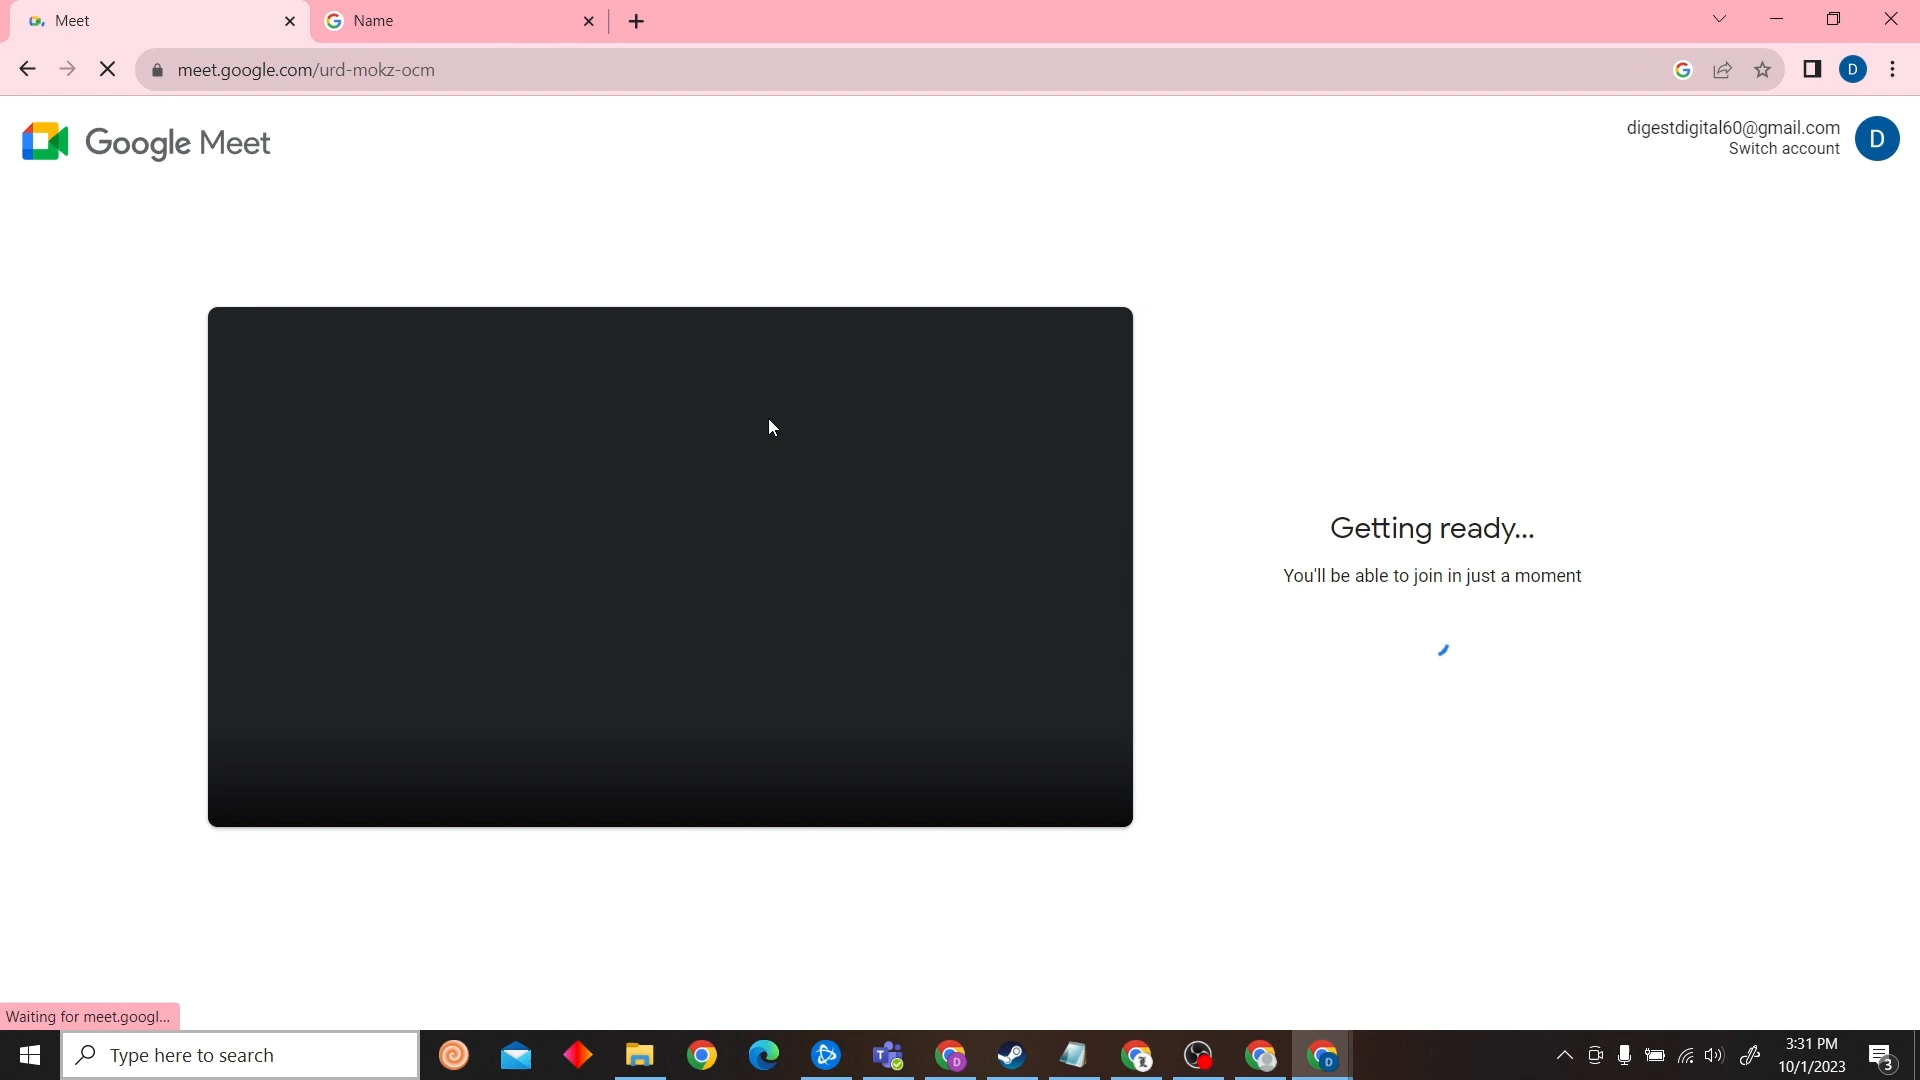 Meet
Name
meet.google.com/urd-mokz-ocm
D
Google Meet
digestdigital60@gmail.com
Switch account
D
Getting ready...
You'll be able to join in just a moment
Waiting for meet.googl...
Type here to search
3:31 PM
10/1/2023
3